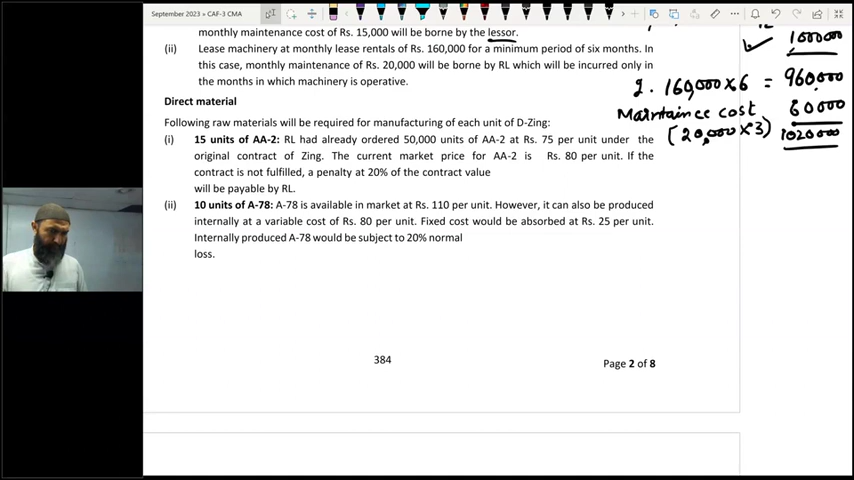 September 2023 » CAF-3 CMA
monthly maintenance cost of Rs. 15,000 will be borne by the lessor.
100000
(ii) Lease machinery at monthly lease rentals of Rs. 160,000 for a minimum period of six months. In
this case, monthly maintenance of Rs. 20,000 will be borne by RL which will be incurred only in
the months in which machinery is operative.
2. 160,000 x 6 = 960,000
Maintaince cost 60000
(20,000 x 3) 1020000
Direct material
Following raw materials will be required for manufacturing of each unit of D-Zing:
(i) 15 units of AA-2: RL had already ordered 50,000 units of AA-2 at Rs. 75 per unit under the
original contract of Zing. The current market price for AA-2 is Rs. 80 per unit. If the
contract is not fulfilled, a penalty at 20% of the contract value
will be payable by RL.
(ii) 10 units of A-78: A-78 is available in market at Rs. 110 per unit. However, it can also be produced
internally at a variable cost of Rs. 80 per unit. Fixed cost would be absorbed at Rs. 25 per unit.
Internally produced A-78 would be subject to 20% normal
loss.
384
Page 2 of 8